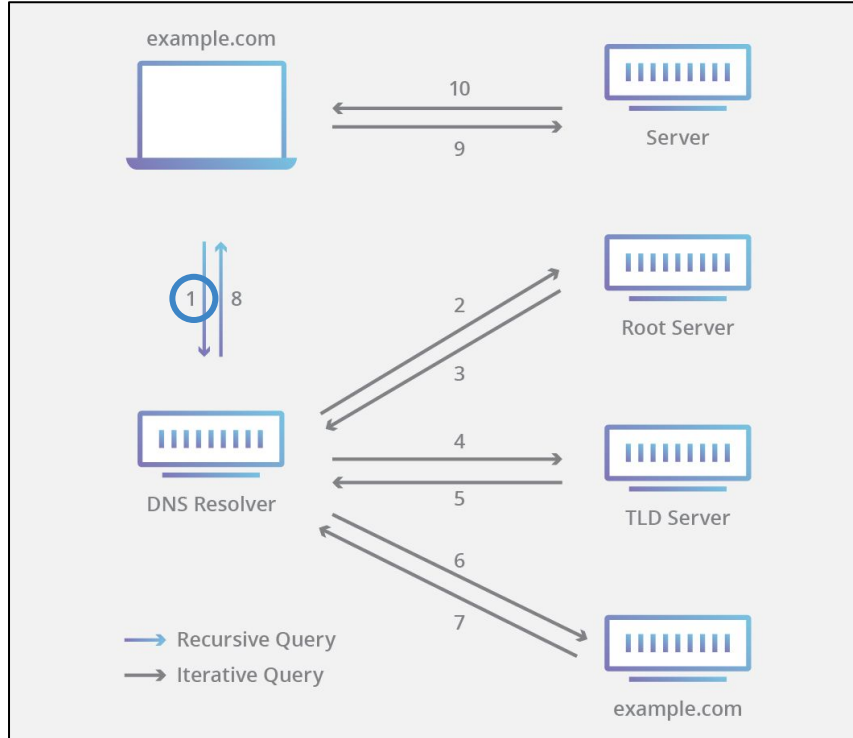 example.com
10
9
Server
1 8
2
3
Root Server
DNS Resolver
4
5
TLD Server
6
7
Recursive Query
Iterative Query
example.com